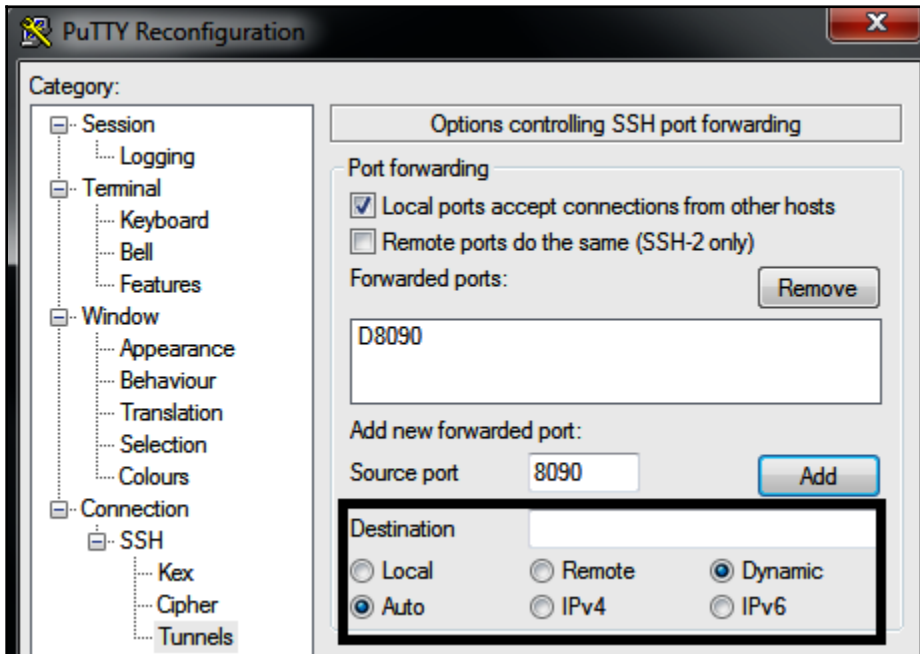 PuTTY Reconfiguration
X
Category:
Session
Logging
Terminal
Keyboard
Bell
Features
Window
Appearance
Behaviour
Translation
Selection
Colours
Connection
SSH
Kex
Cipher
Tunnels
Options controlling SSH port forwarding
Port forwarding
Local ports accept connections from other hosts
Remote ports do the same (SSH-2 only)
Forwarded ports:
Remove
D8090
Add new forwarded port:
Source port 8090 Add
Destination
Local Remote Dynamic
Auto IPv4 IPv6